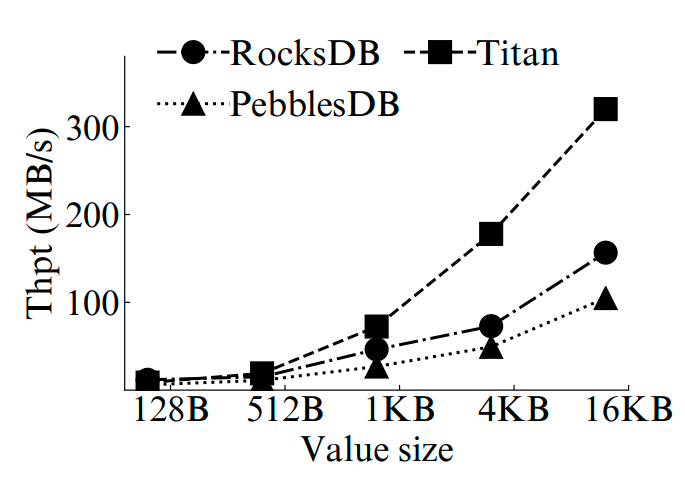 RocksDB Titan
PebblesDB
Thpt (MB/s)
300
200
100
128B 512B 1KB 4KB 16KB
Value size